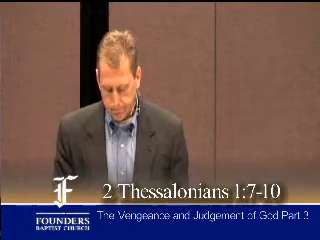 2 Thessalonians 1:7-10
F
FOUNDERS
BAPTIST CHURCH
The Vengeance and Judgement of God Part 3